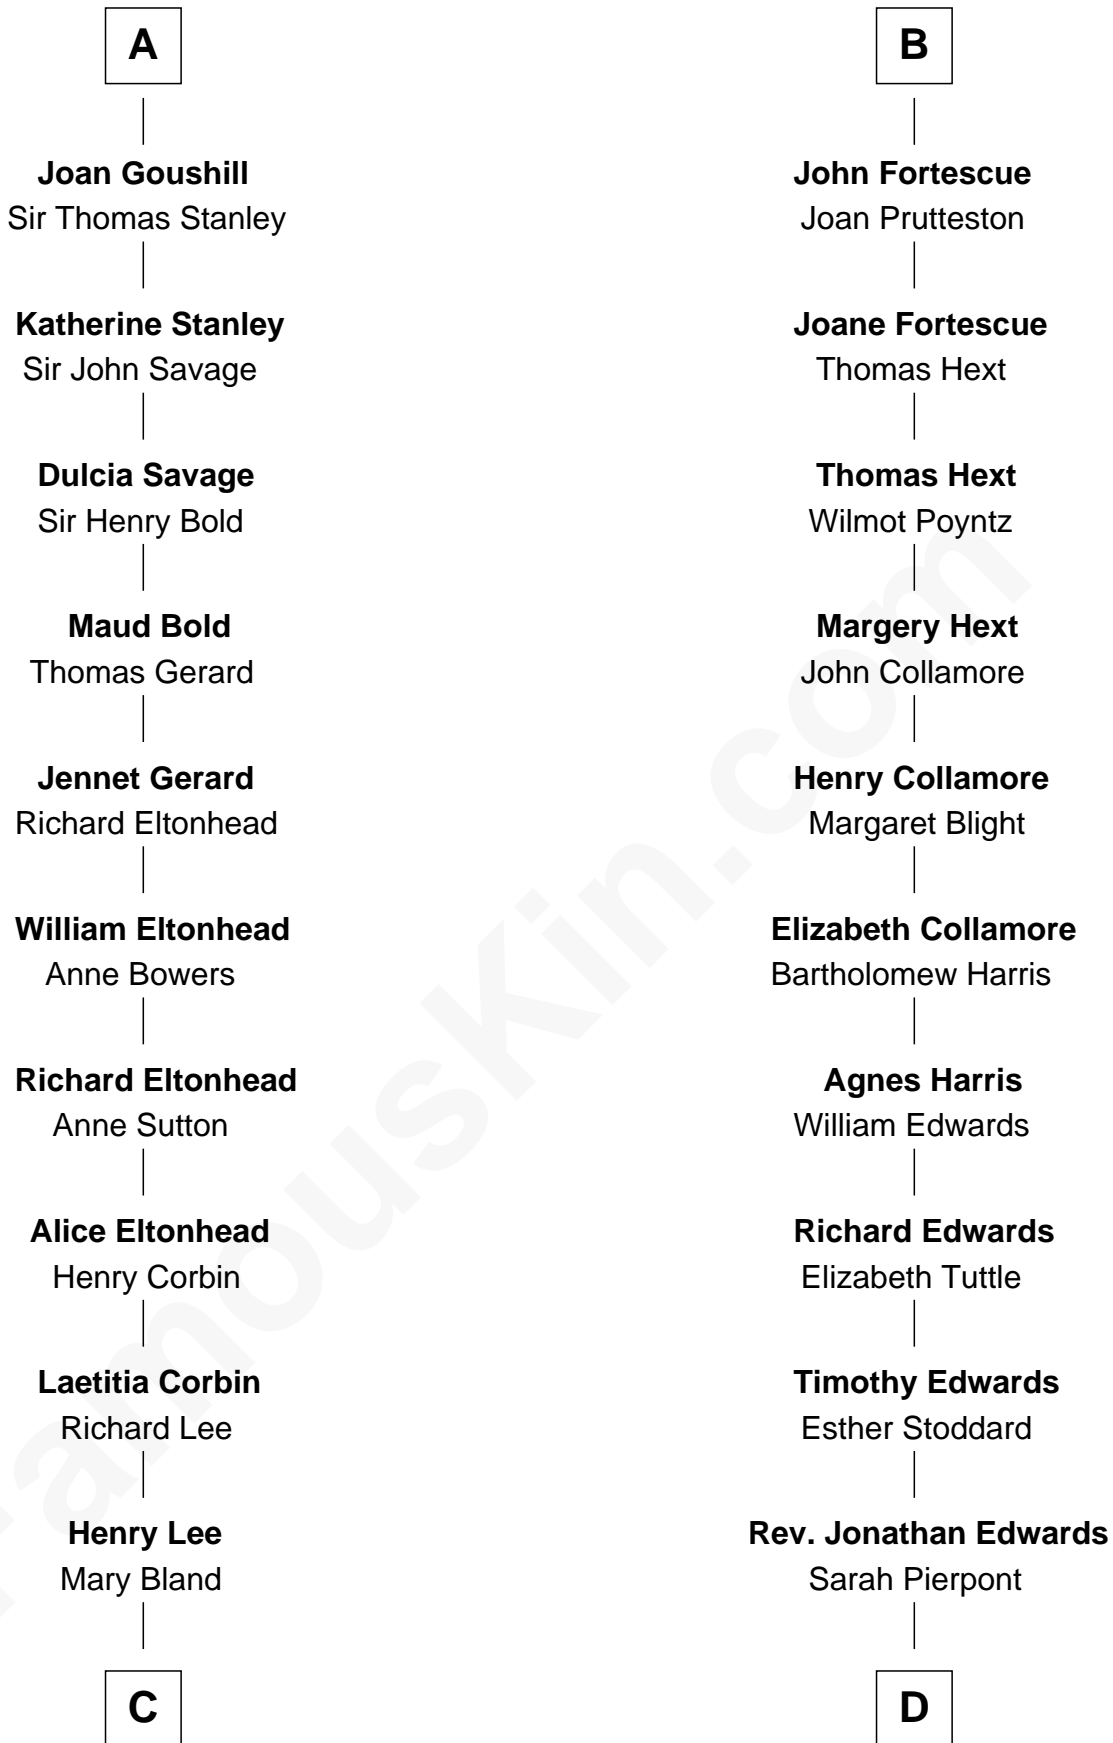 A
Joan Goushill
Sir Thomas Stanley
Katherine Stanley
Sir John Savage
Dulcia Savage
Sir Henry Bold
Maud Bold
Thomas Gerard
Jennet Gerard
Richard Eltonhead
William Eltonhead
Anne Bowers
Richard Eltonhead
Anne Sutton
Alice Eltonhead
Henry Corbin
Laetitia Corbin
Richard Lee
Henry Lee
Mary Bland
C
B
John Fortescue
Joan Prutteston
Joane Fortescue
Thomas Hext
Thomas Hext
Wilmot Poyntz
Margery Hext
John Collamore
Henry Collamore
Margaret Blight
Elizabeth Collamore
Bartholomew Harris
Agnes Harris
William Edwards
Richard Edwards
Elizabeth Tuttle
Timothy Edwards
Esther Stoddard
Rev. Jonathan Edwards
Sarah Pierpont
D
FamousKin.com